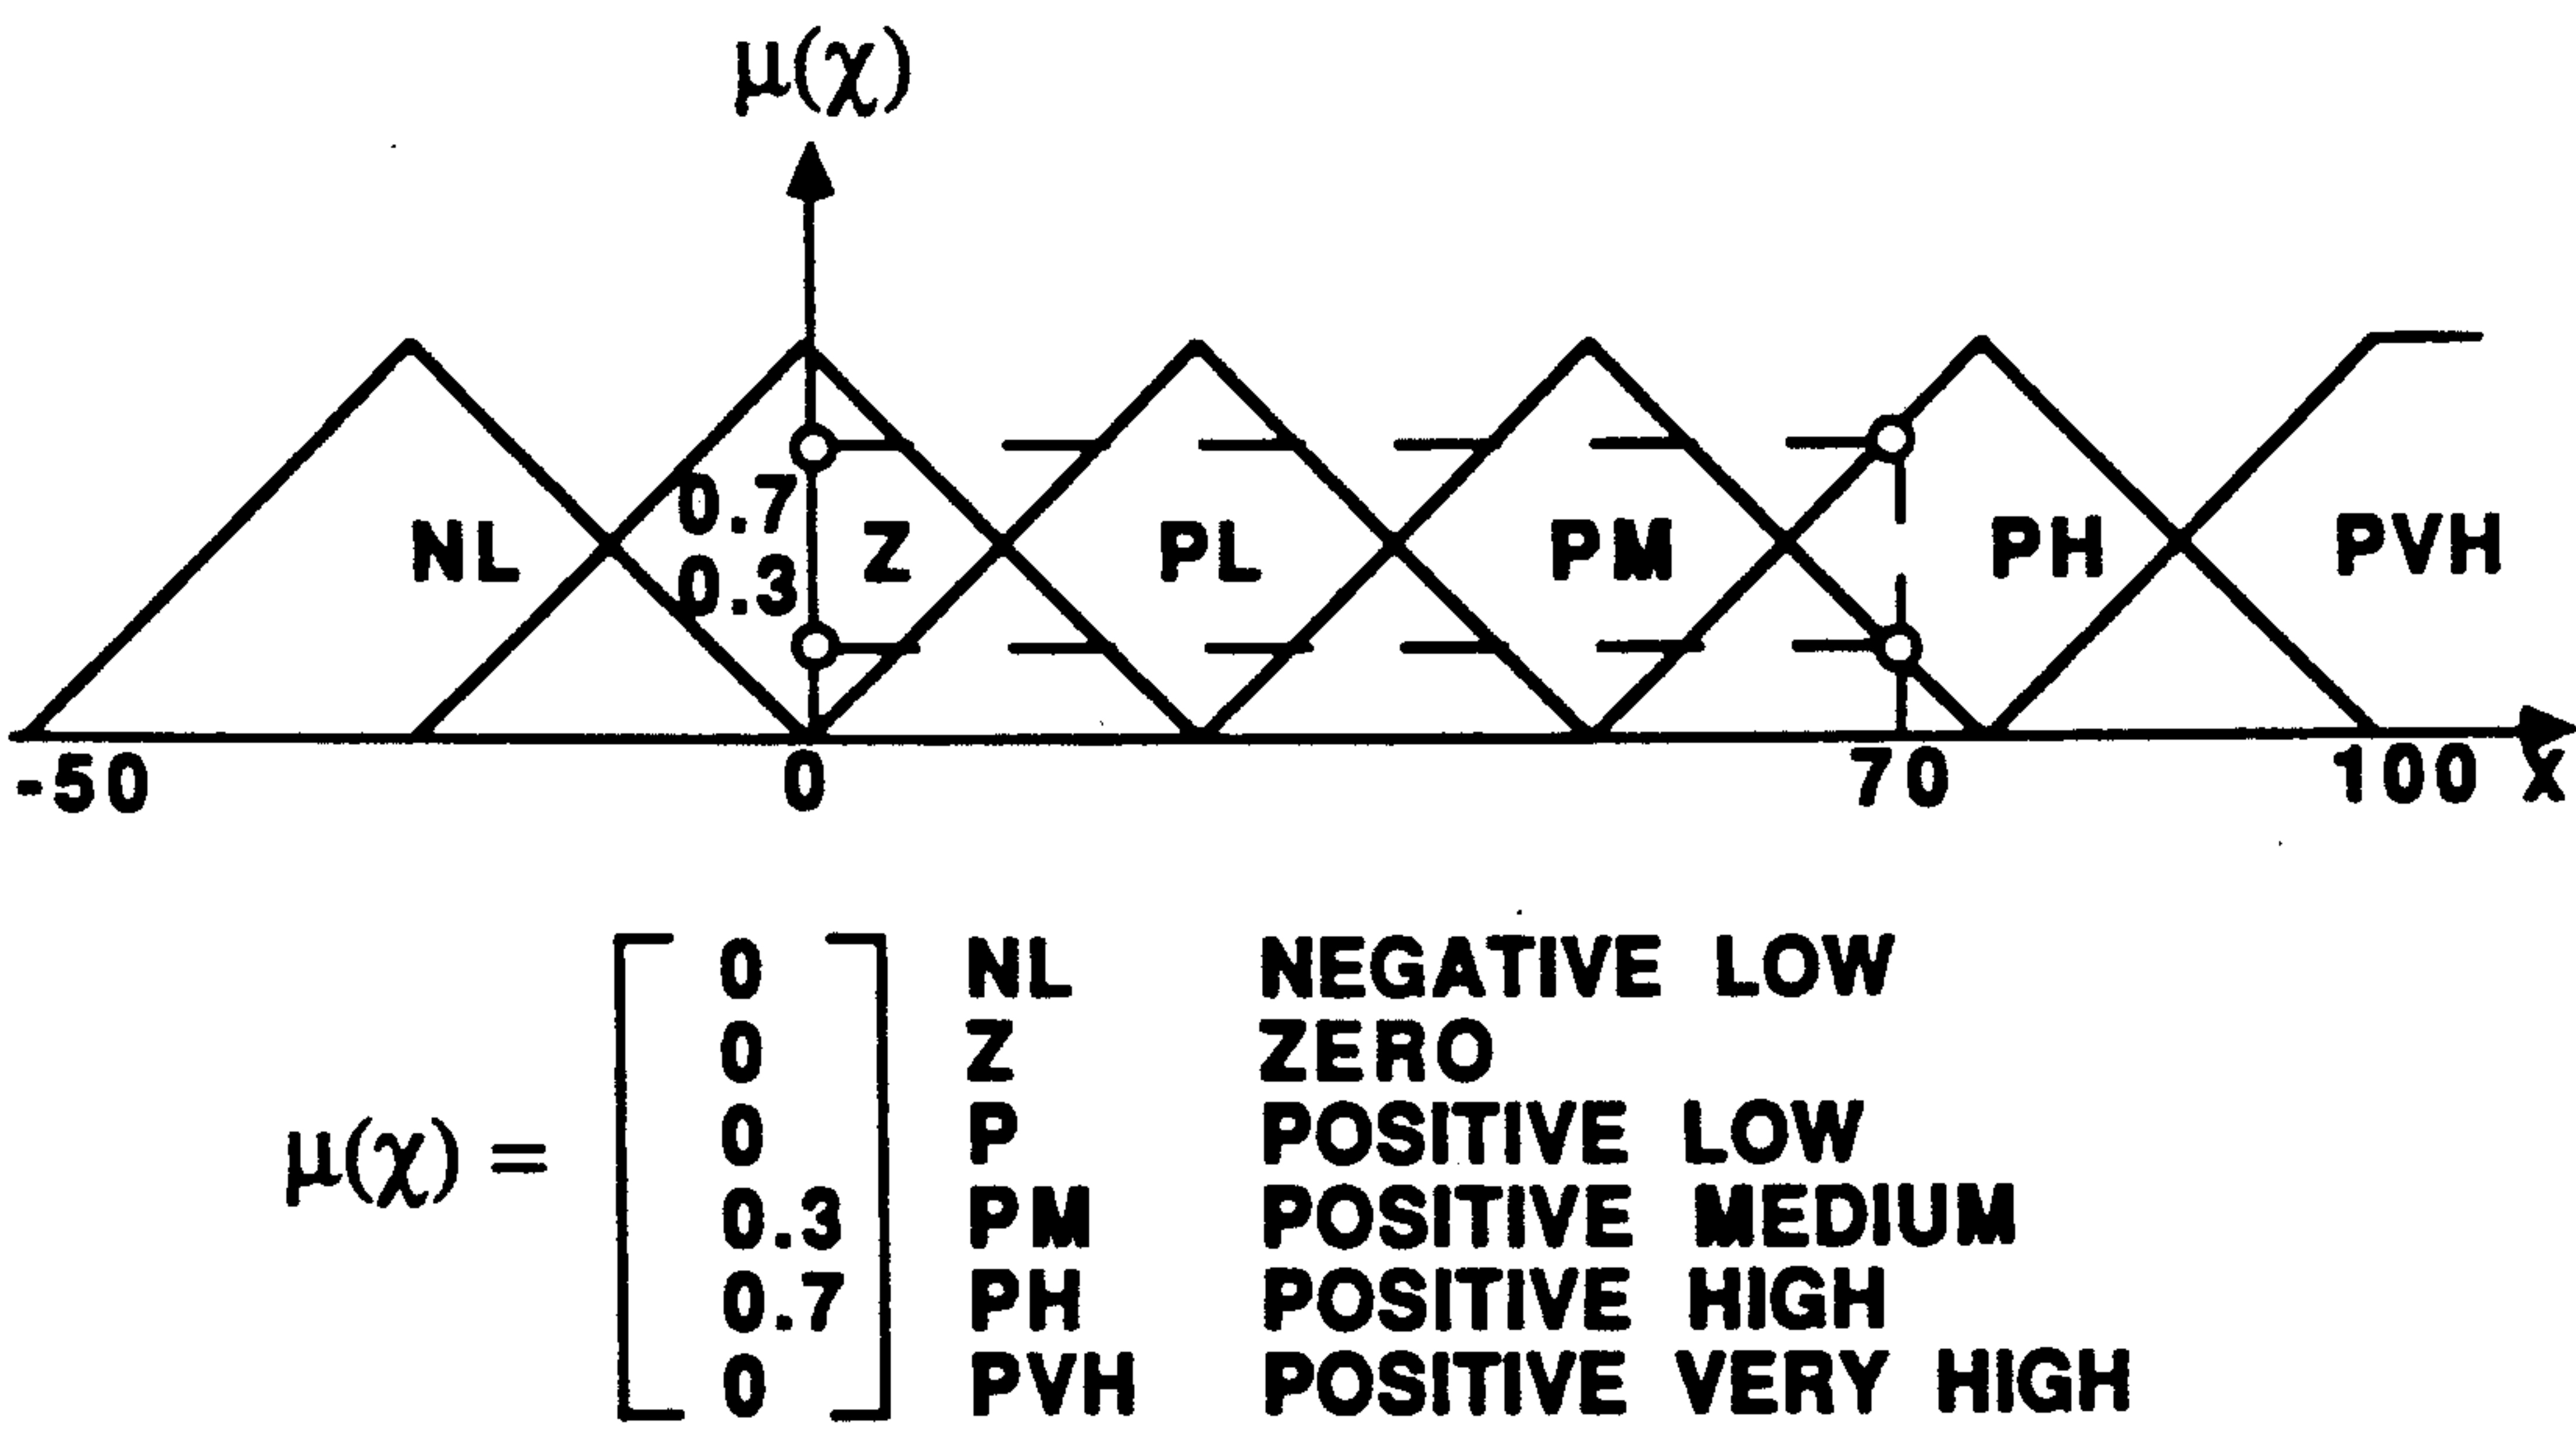 μ(χ)
0.7
0.3
NL Z PL PM PH PVH
-50 0 70 100 x
0 NL NEGATIVE LOW
0 Z ZERO
0 P POSITIVE LOW
μ(χ) =
0.3 PM POSITIVE MEDIUM
0.7 PH POSITIVE HIGH
0 PVH POSITIVE VERY HIGH